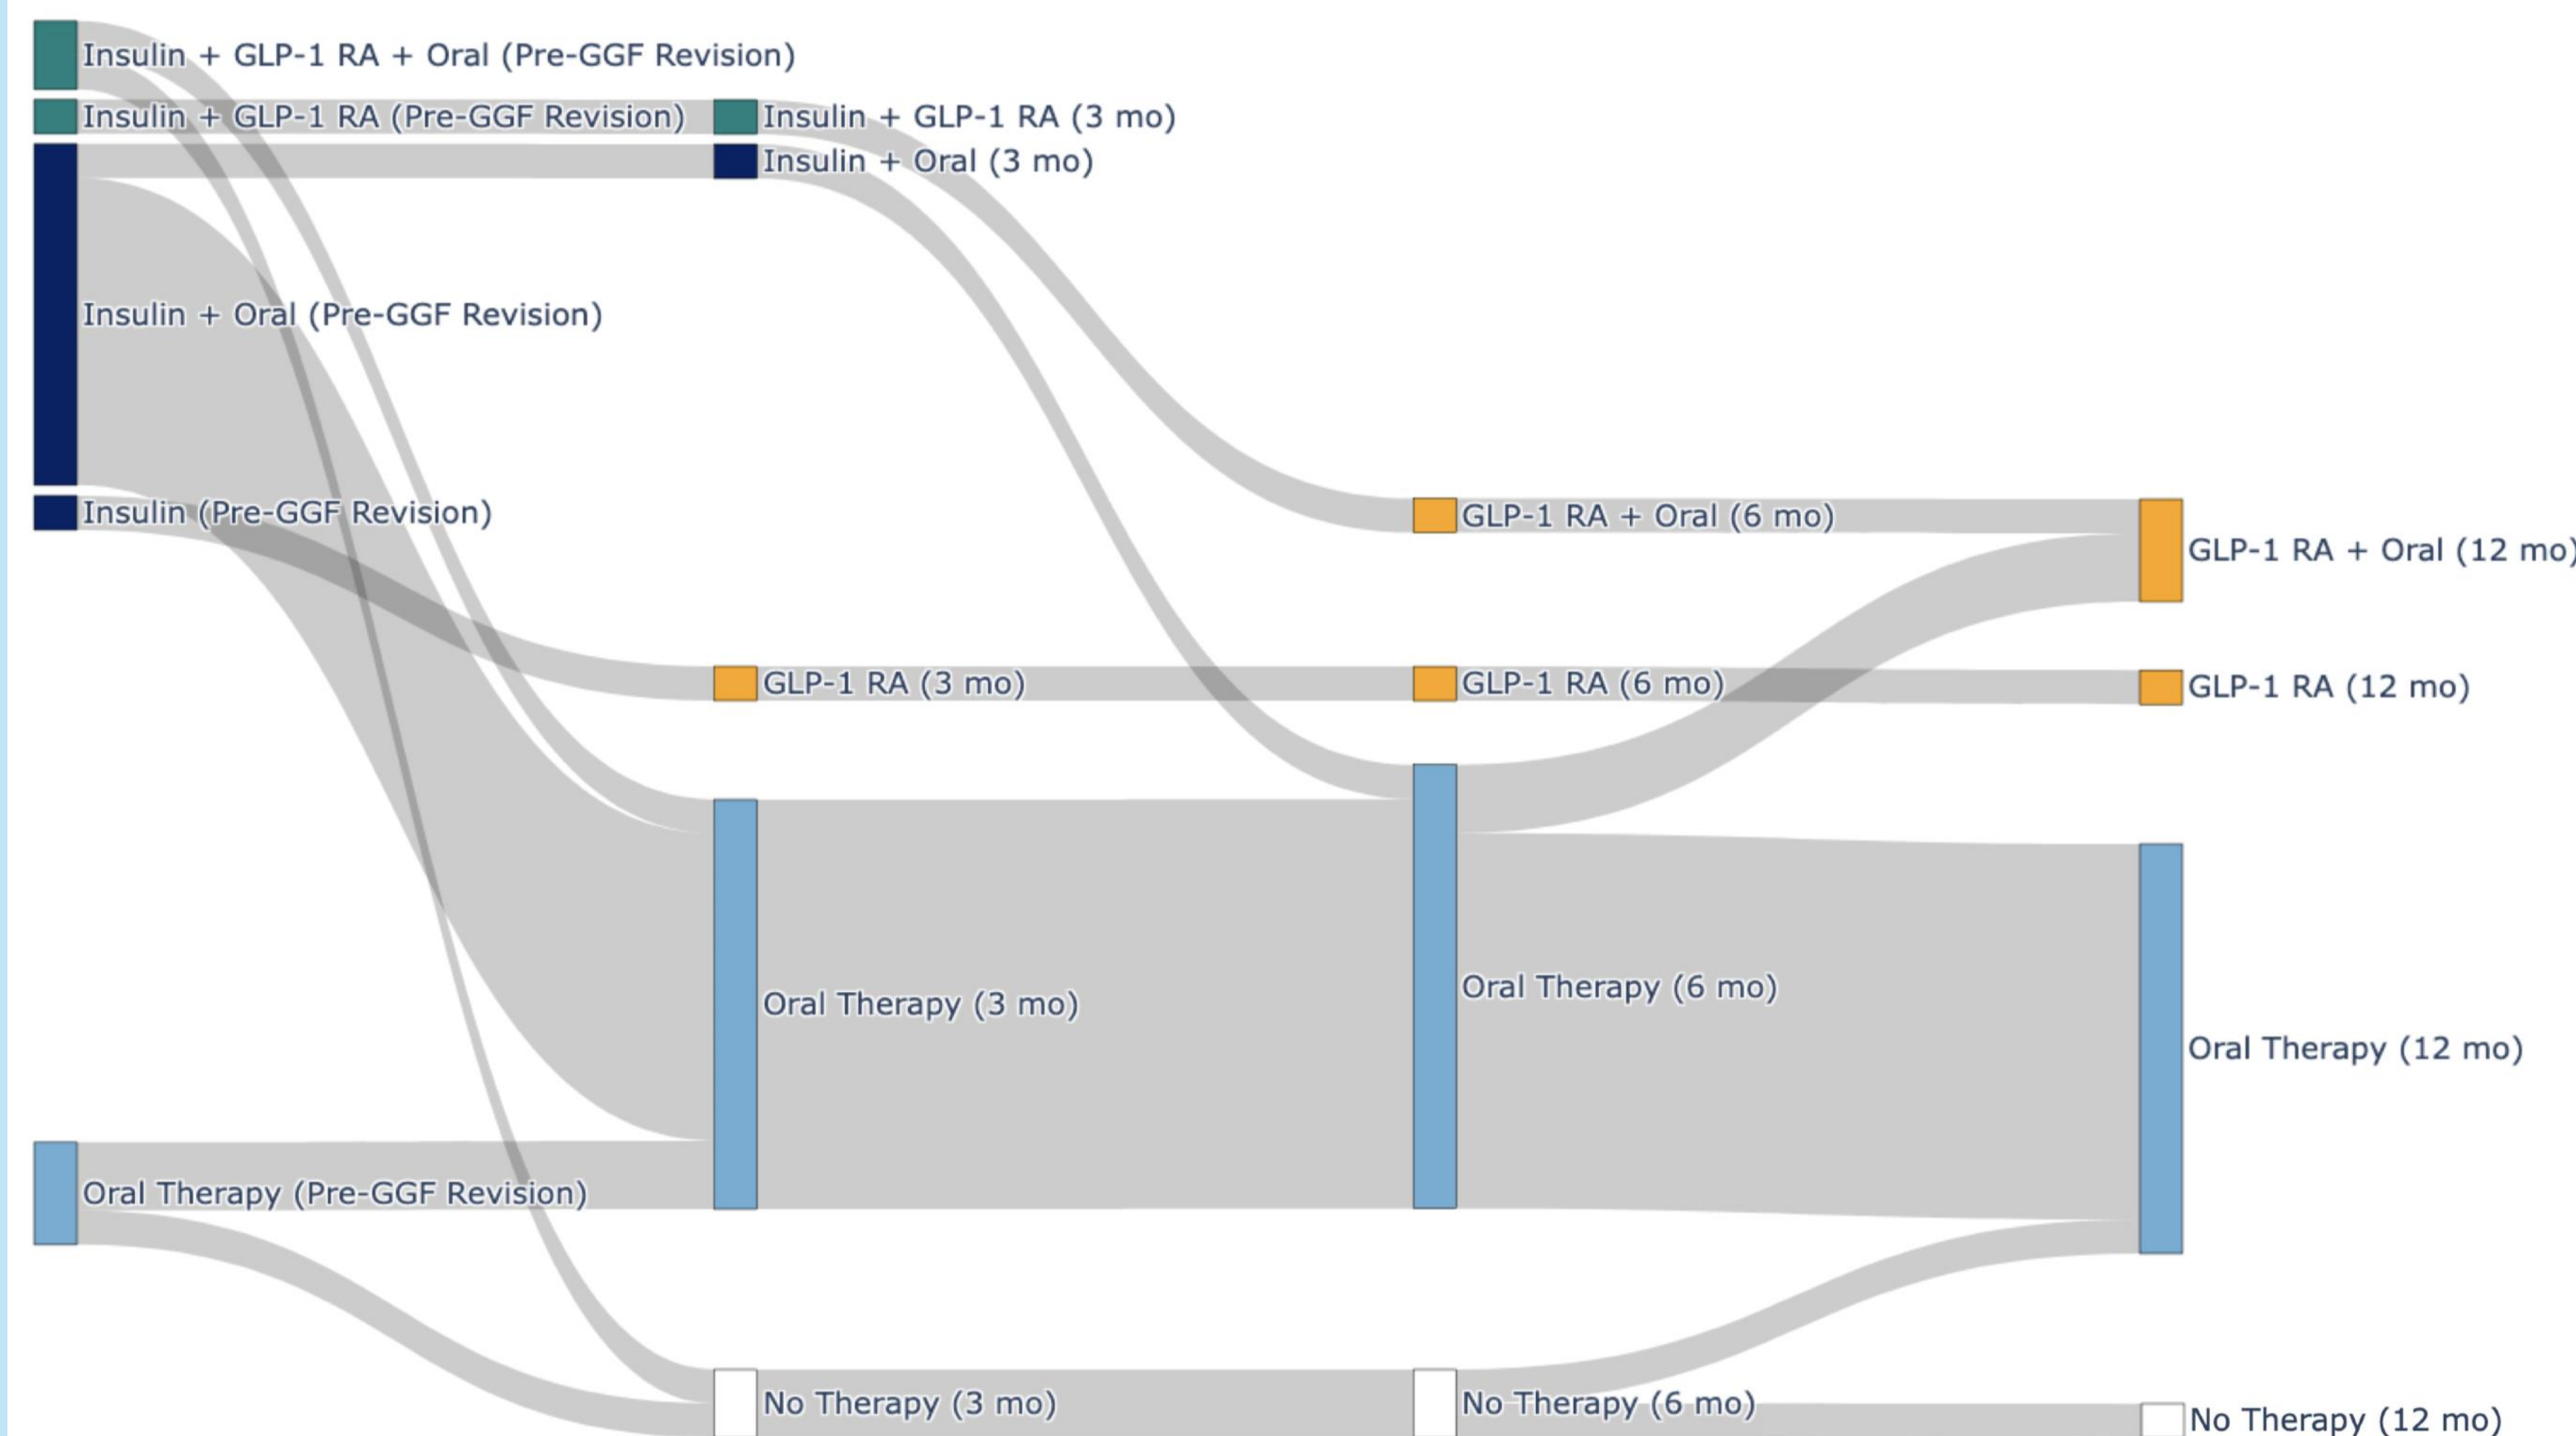 Insulin + GLP-1 RA + Oral (Pre-GGF Revision)
Insulin + GLP-1 RA (Pre-GGF Revision)
Insulin + Oral (Pre-GGF Revision)
Insulin (Pre-GGF Revision)
Oral Therapy (Pre-GGF Revision)
Insulin + GLP-1 RA (3 mo)
Insulin + Oral (3 mo)
GLP-1 RA (3 mo)
Oral Therapy (3 mo)
No Therapy (3 mo)
GLP-1 RA + Oral (6 mo)
GLP-1 RA (6 mo)
Oral Therapy (6 mo)
No Therapy (6 mo)
GLP-1 RA + Oral (12 mo)
GLP-1 RA (12 mo)
Oral Therapy (12 mo)
No Therapy (12 mo)